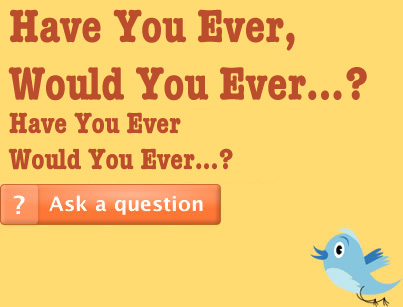 Have You Ever,
Would You Ever...?
Have You Ever
Would You Ever...?
? Ask a question